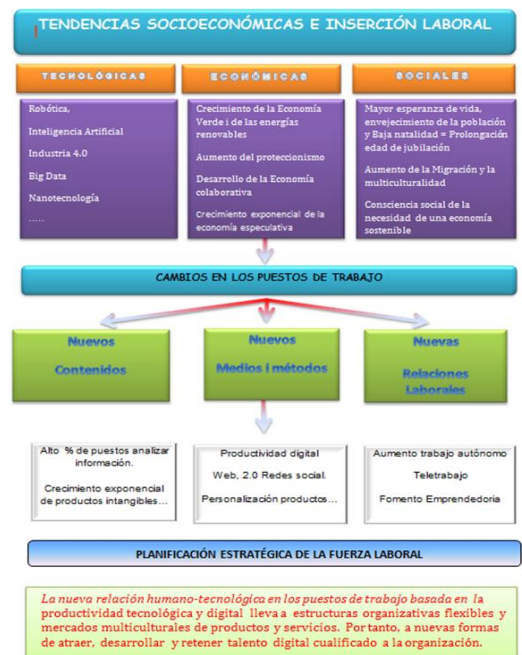 TENDENCIAS SOCIOECONÓMICAS E INSERCIÓN LABORAL
TECNOLÓGICAS
Robótica,
Inteligencia Artificial
Industria 4.0
Big Data
Nanotecnología
.....
ECONÓMICAS
Crecimiento de la Economía
Verde i de las energías
renovables
Aumento del proteccionismo
Desarrollo de la Economía
colaborativa
Crecimiento exponencial de la
economía especulativa
SOCIALES
Mayor esperanza de vida,
envejecimiento de la población
y Baja natalidad = Prolongación
edad de jubilación
Aumento de la Migración y la
multiculturalidad
Consciencia social de la
necesidad de una economía
sostenible
CAMBIOS EN LOS PUESTOS DE TRABAJO
Nuevos
Contenidos
Nuevos
Medios i métodos
Nuevas
Relaciones
Laborales
Alto % de puestos analizar
información.
Crecimiento exponencial
de productos intangibles...
Productividad digital
Web, 2.0 Redes social.
Personalización productos...
Aumento trabajo autónomo
Teletrabajo
Fomento Emprendedoria
PLANIFICACIÓN ESTRATÉGICA DE LA FUERZA LABORAL
La nueva relación humano-tecnológica en los puestos de trabajo basada en la
productividad tecnológica y digital lleva a estructuras organizativas flexibles y
mercados multiculturales de productos y servicios. Por tanto, a nuevas formas
de atraer, desarrollar y retener talento digital cualificado a la organización.